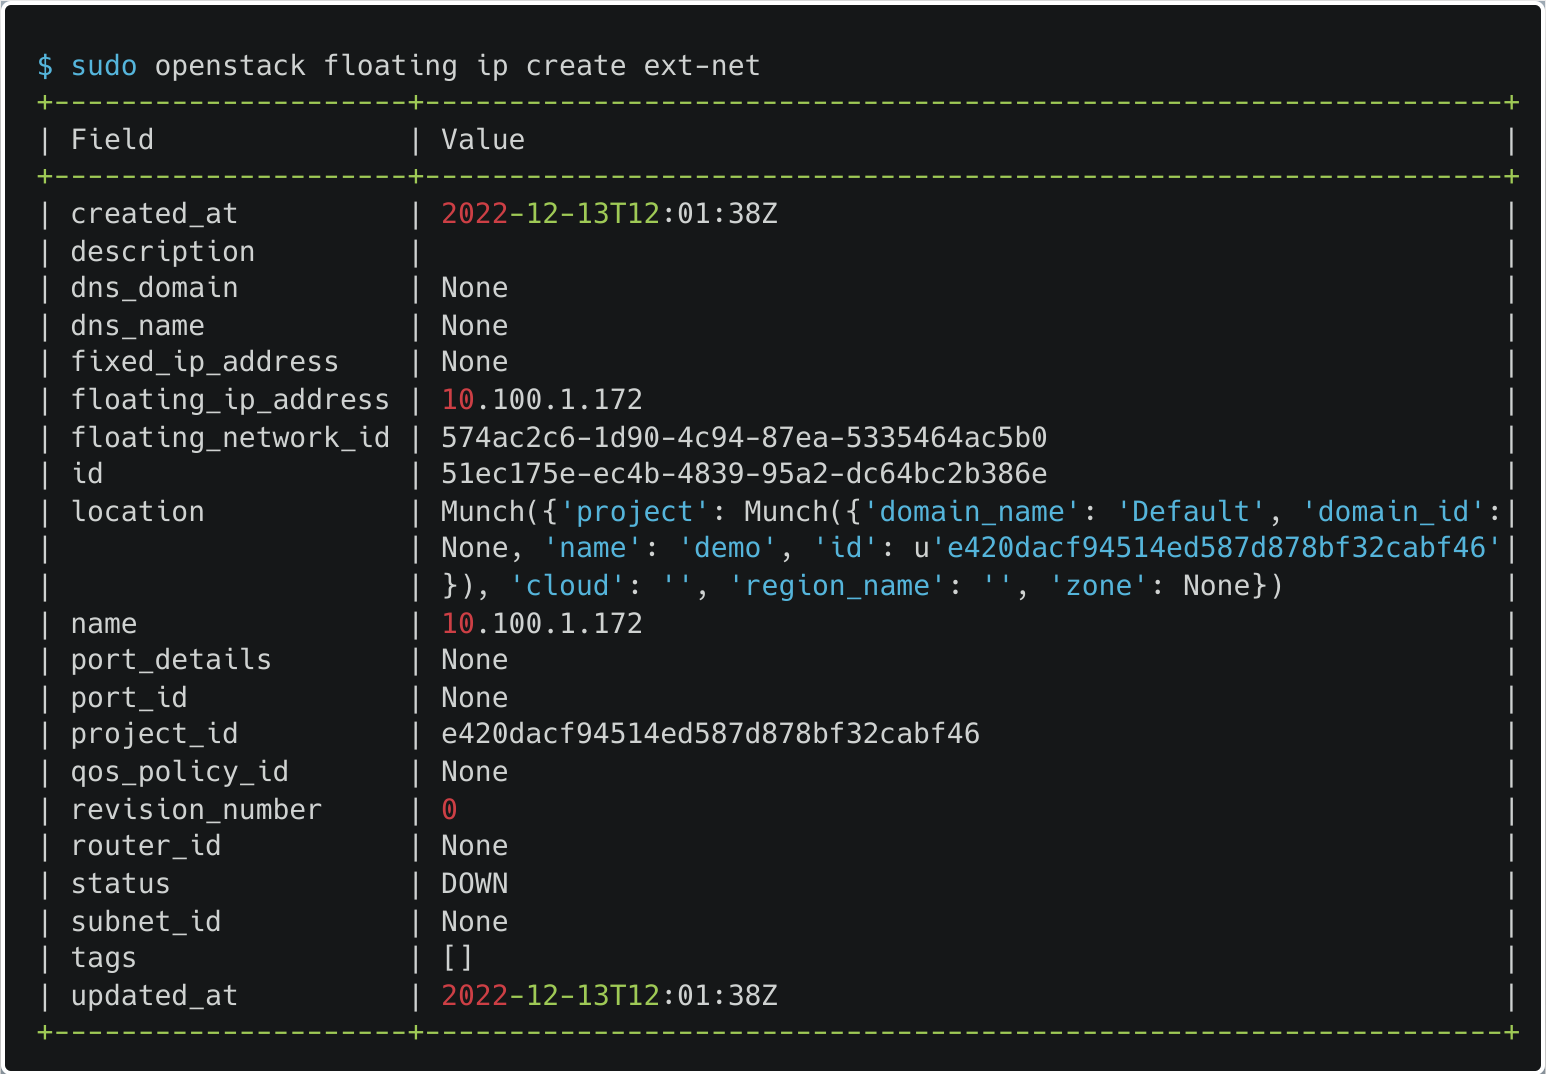 $ sudo openstack floating ip create ext-net
+---------------------+----------------------------------------------------------------+
| Field               | Value                                                          |
+---------------------+----------------------------------------------------------------+
| created_at          | 2022-12-13T12:01:38Z                                           |
| description         |                                                                |
| dns_domain          | None                                                           |
| dns_name            | None                                                           |
| fixed_ip_address    | None                                                           |
| floating_ip_address | 10.100.1.172                                                   |
| floating_network_id | 574ac2c6-1d90-4c94-87ea-5335464ac5b0                           |
| id                  | 51ec175e-ec4b-4839-95a2-dc64bc2b386e                           |
| location            | Munch({'project': Munch({'domain_name': 'Default', 'domain_id':|
|                     | None, 'name': 'demo', 'id': u'e420dacf94514ed587d878bf32cabf46'|
|                     | }), 'cloud': '', 'region_name': '', 'zone': None})             |
| name                | 10.100.1.172                                                   |
| port_details        | None                                                           |
| port_id             | None                                                           |
| project_id          | e420dacf94514ed587d878bf32cabf46                               |
| qos_policy_id       | None                                                           |
| revision_number     | 0                                                              |
| router_id           | None                                                           |
| status              | DOWN                                                           |
| subnet_id           | None                                                           |
| tags                | []                                                             |
| updated_at          | 2022-12-13T12:01:38Z                                           |
+---------------------+----------------------------------------------------------------+